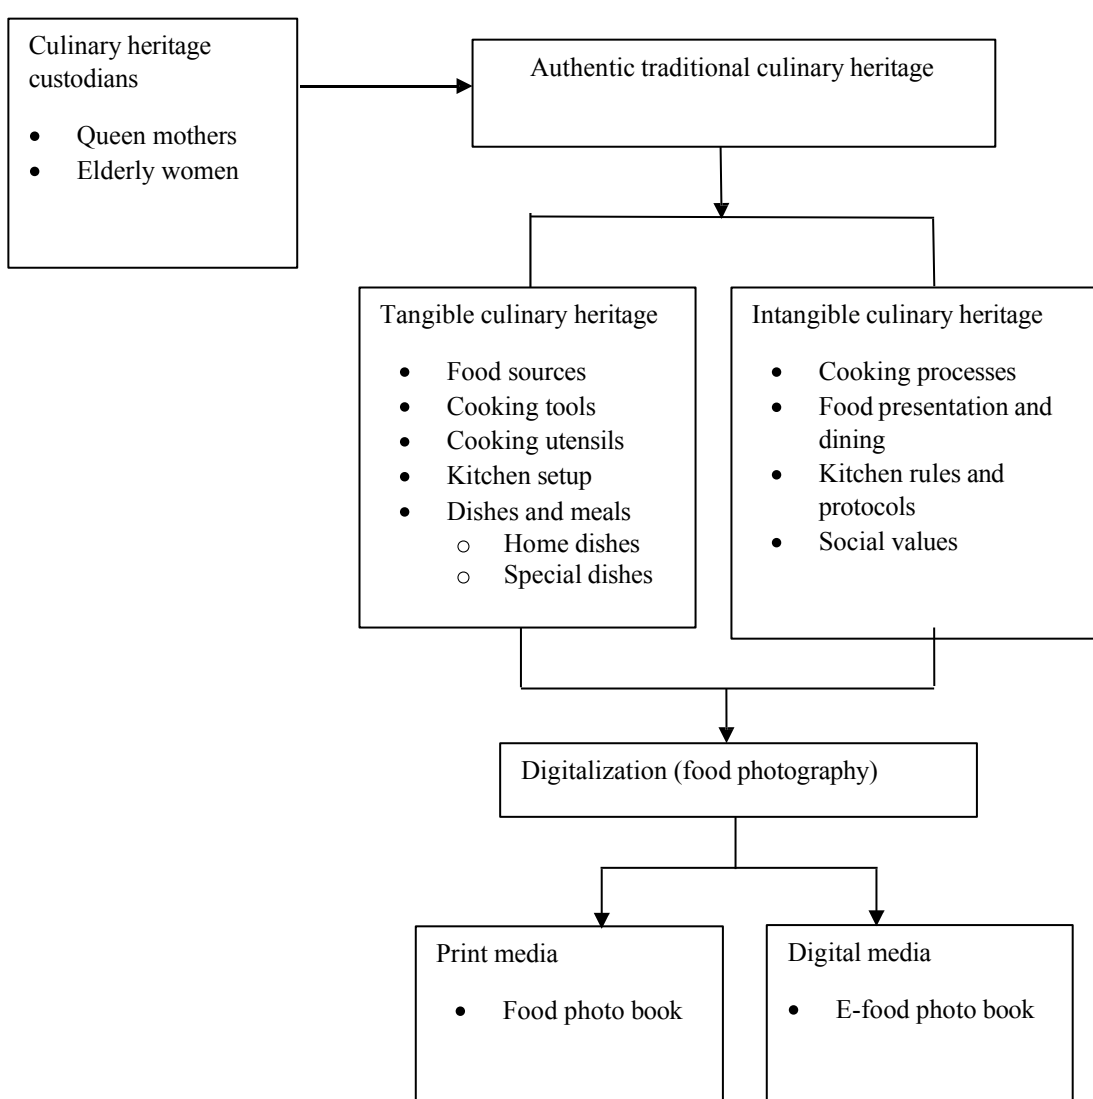 Culinary heritage
custodians
• Queen mothers
• Elderly women
Authentic traditional culinary heritage
Tangible culinary heritage
• Food sources
• Cooking tools
• Cooking utensils
• Kitchen setup
• Dishes and meals
o Home dishes
o Special dishes
Intangible culinary heritage
• Cooking processes
• Food presentation and
dining
• Kitchen rules and
protocols
• Social values
Digitalization (food photography)
Print media
• Food photo book
Digital media
• E-food photo book